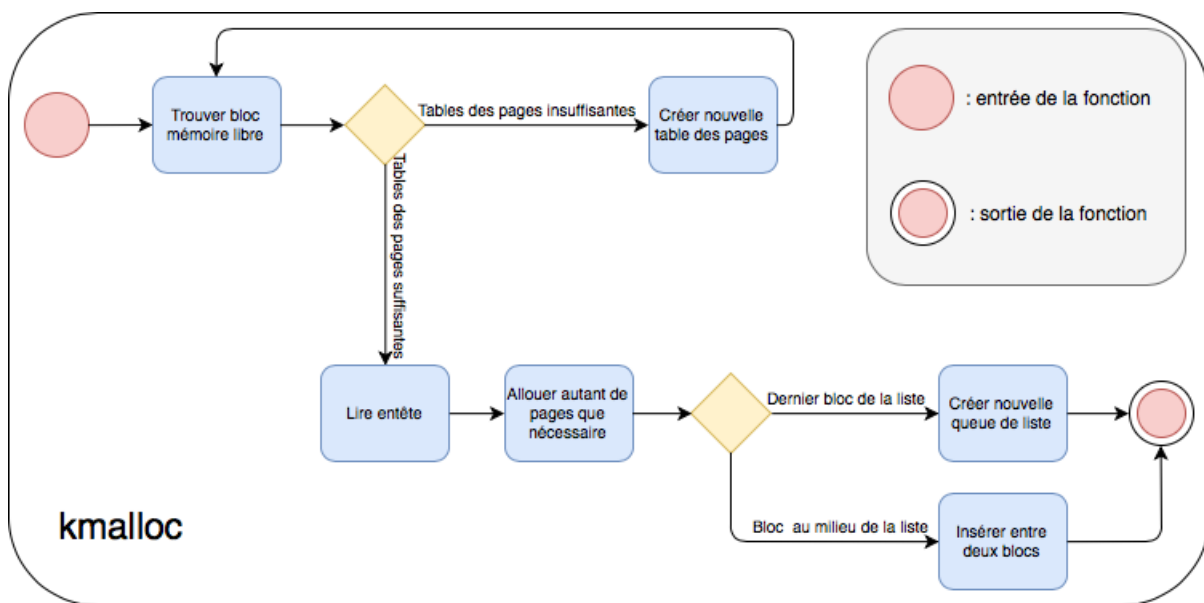 Trouver bloc
mémoire libre
Tables des pages insuffisantes
Créer nouvelle
table des pages
: entrée de la fonction
: sortie de la fonction
Tables des pages suffisantes
Lire entête
Allouer autant de
pages que
nécessaire
Dernier bloc de la liste
Créer nouvelle
queue de liste
Bloc au milieu de la liste
Insérer entre
deux blocs
kmalloc